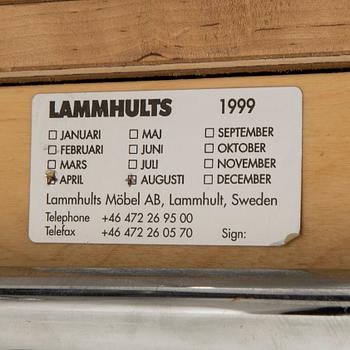 LAMMHULTS 1999
☐ JANUARI ☐ MAJ ☐ SEPTEMBER
☐ FEBRUARI ☐ JUNI ☐ OKTOBER
☐ MARS ☐ JULI ☐ NOVEMBER
☒ APRIL ☒ AUGUSTI ☐ DECEMBER
Lammhults Möbel AB, Lammhult, Sweden
Telephone +46 472 26 95 00
Telefax +46 472 26 05 70 Sign: